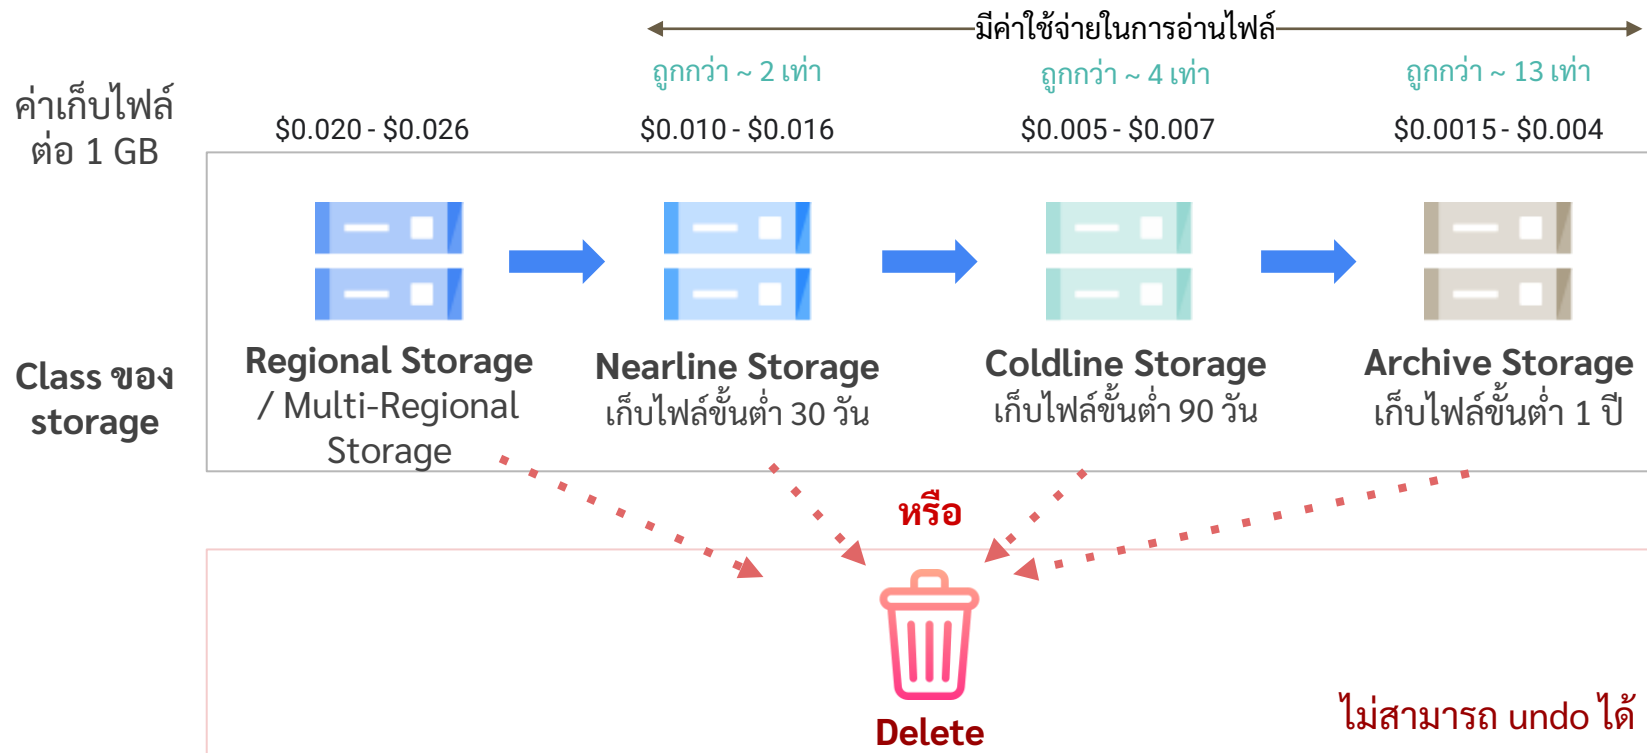 มีค่าใช้จ่ายในการอ่านไฟล์
ถูกกว่า ~ 2 เท่า
ถูกกว่า ~ 4 เท่า
ถูกกว่า ~ 13 เท่า
ค่าเก็บไฟล์
ต่อ 1 GB
$0.020 - $0.026
$0.010 - $0.016
$0.005 - $0.007
$0.0015 - $0.004
Class ของ
storage
Regional Storage
/ Multi-Regional
Storage
Nearline Storage
เก็บไฟล์ขั้นต่ำ 30 วัน
Coldline Storage
เก็บไฟล์ขั้นต่ำ 90 วัน
Archive Storage
เก็บไฟล์ขั้นต่ำ 1 ปี
หรือ
Delete
ไม่สามารถ undo ได้